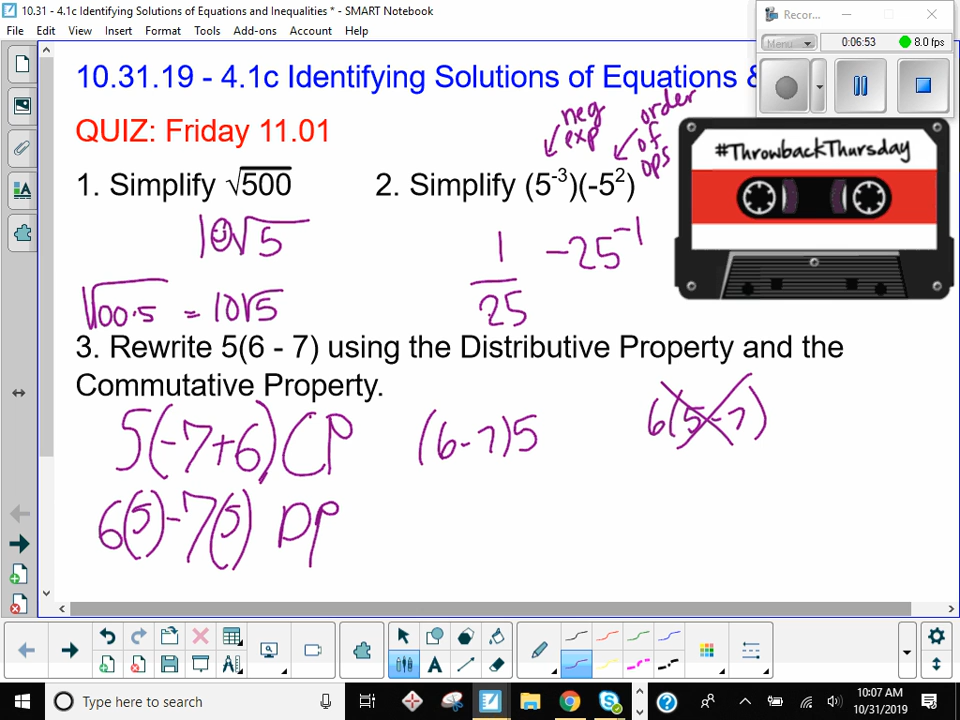 10.31 - 4.1c Identifying Solutions of Equations and Inequalities * - SMART Notebook
Recor...
File Edit View Insert Format Tools Add-ons Account Help
Menu
0:06:53
8.0 fps
10.31.19 - 4.1c Identifying Solutions of Equations &
QUIZ: Friday 11.01
neg exp
order of ops
#ThrowbackThursday
1. Simplify √500
2. Simplify (5⁻³)(-5²)
10√5
1/25
-25⁻¹
√100·5 = 10√5
3. Rewrite 5(6 - 7) using the Distributive Property and the
Commutative Property.
5(-7+6) CP
(6-7)5
6(5-7)
6(5)-7(5) DP
A
Type here to search
10:07 AM
10/31/2019